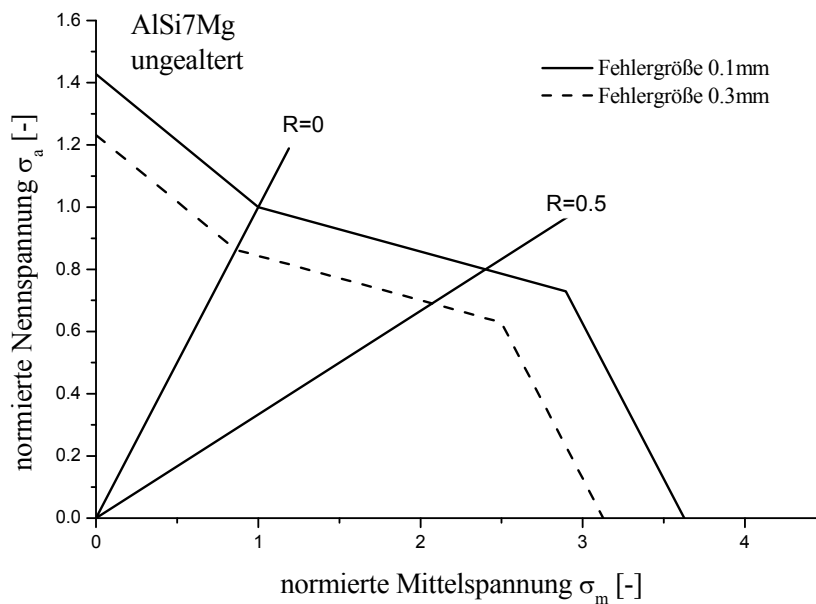 AlSi7Mg
ungealtert
Fehlergröße 0.1mm
Fehlergröße 0.3mm
R=0
R=0.5
1.6
1.4
1.2
1.0
0.8
0.6
0.4
0.2
0.0
0 1 2 3 4
normierte Nennspannung σa [-]
normierte Mittelspannung σm [-]